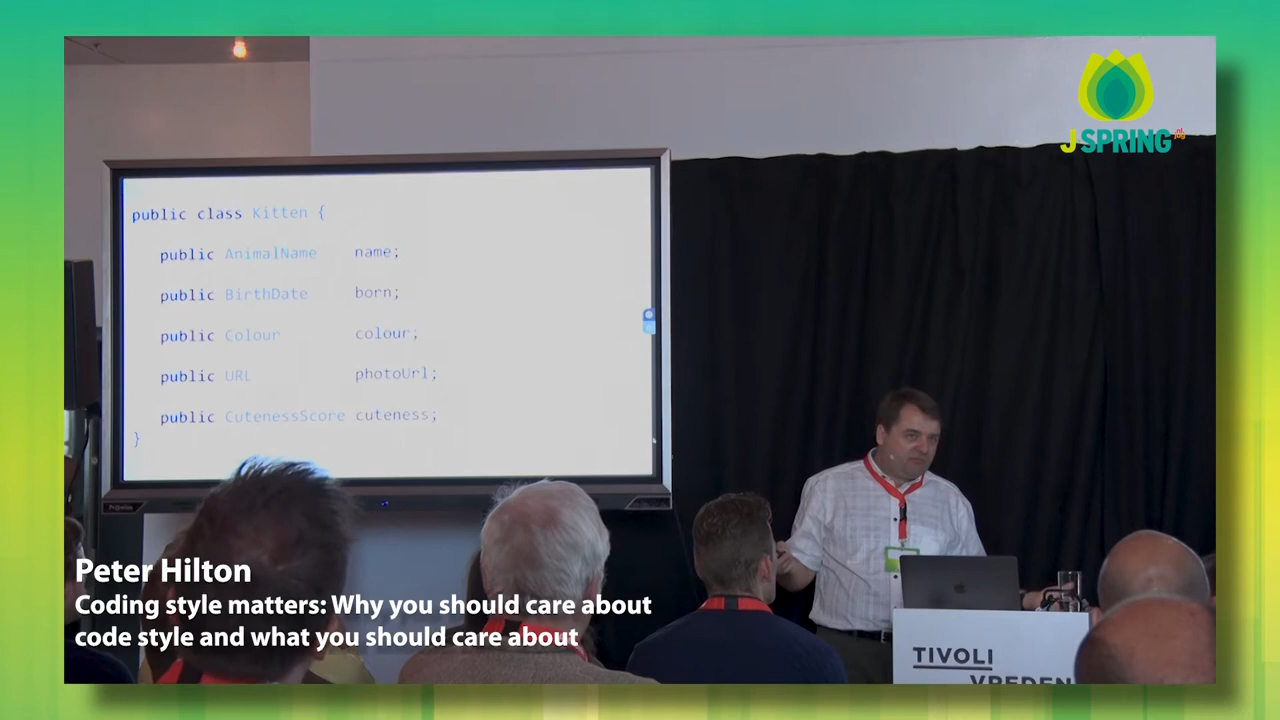 J SPRING
public class Kitten {
public AnimalName name;
public BirthDate born;
public Colour colour;
public URL photoUrl;
public CutenessScore cuteness;
}
Peter Hilton
Coding style matters: Why you should care about
code style and what you should care about
TIVOLI
VREDEN